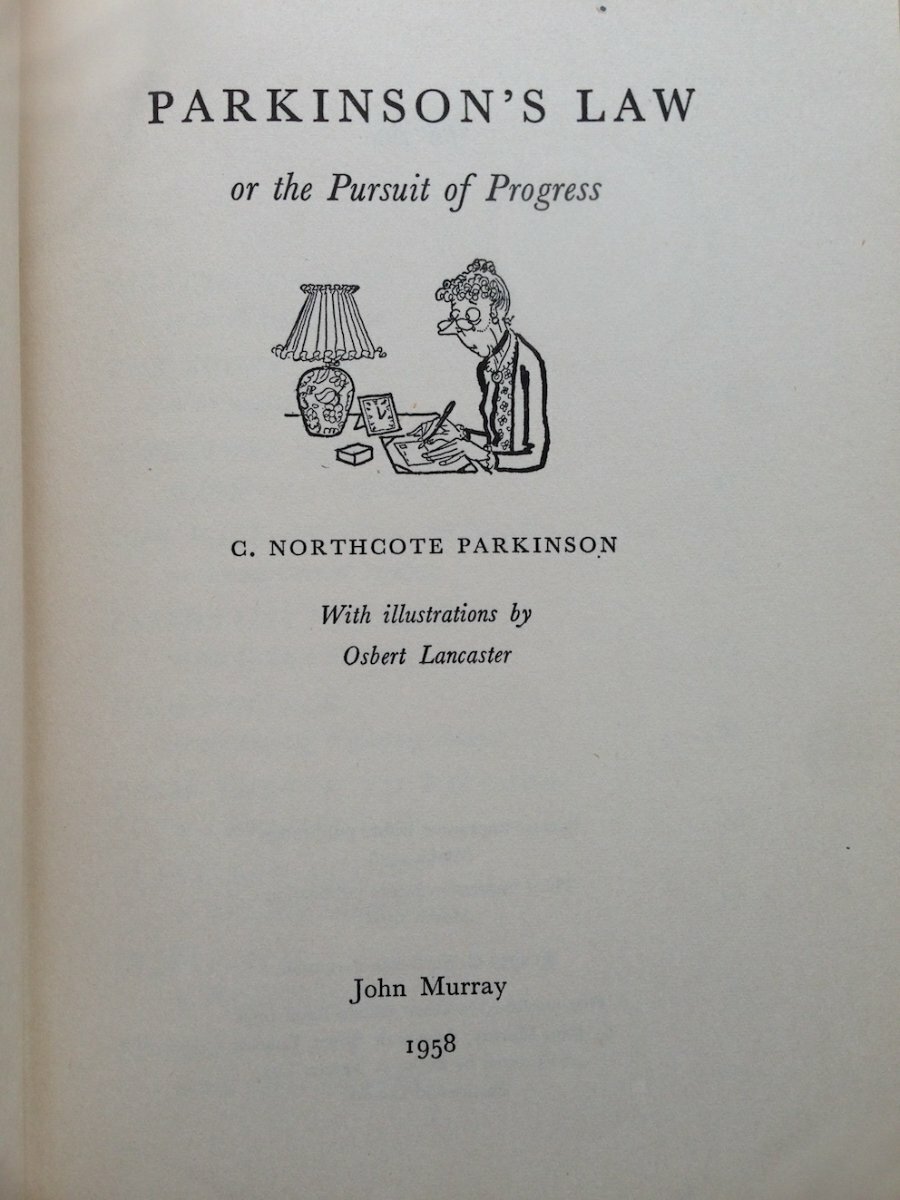 PARKINSON'S LAW
or the Pursuit of Progress
C. NORTHCOTE PARKINSON
With illustrations by
Osbert Lancaster
John Murray
1958